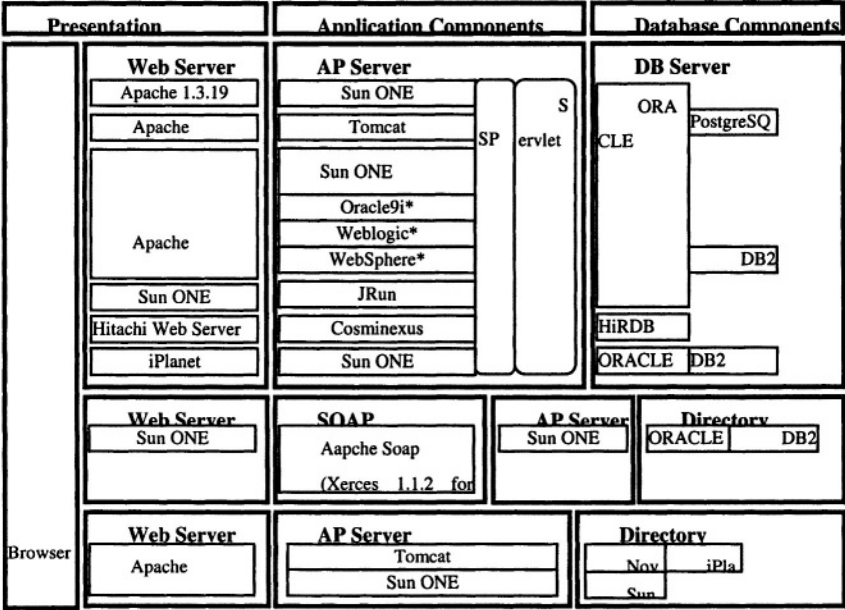 Presentation
Application Components
Database Components
Web Server
AP Server
DB Server
Apache 1.3.19
Sun ONE
Apache
Tomcat
Sun ONE
Oracle9i*
Weblogic*
Apache
WebSphere*
Sun ONE
JRun
Hitachi Web Server
Cosminexus
iPlanet
Sun ONE
SP
S
ervlet
ORA
CLE
PostgreSQ
DB2
HiRDB
ORACLE
DB2
Web Server
SOAP
AP Server
Directory
Sun ONE
Aapche Soap
(Xerces 1.1.2 for
Sun ONE
ORACLE
DB2
Web Server
AP Server
Directory
Browser
Apache
Tomcat
Sun ONE
Nov
iPla
Sun